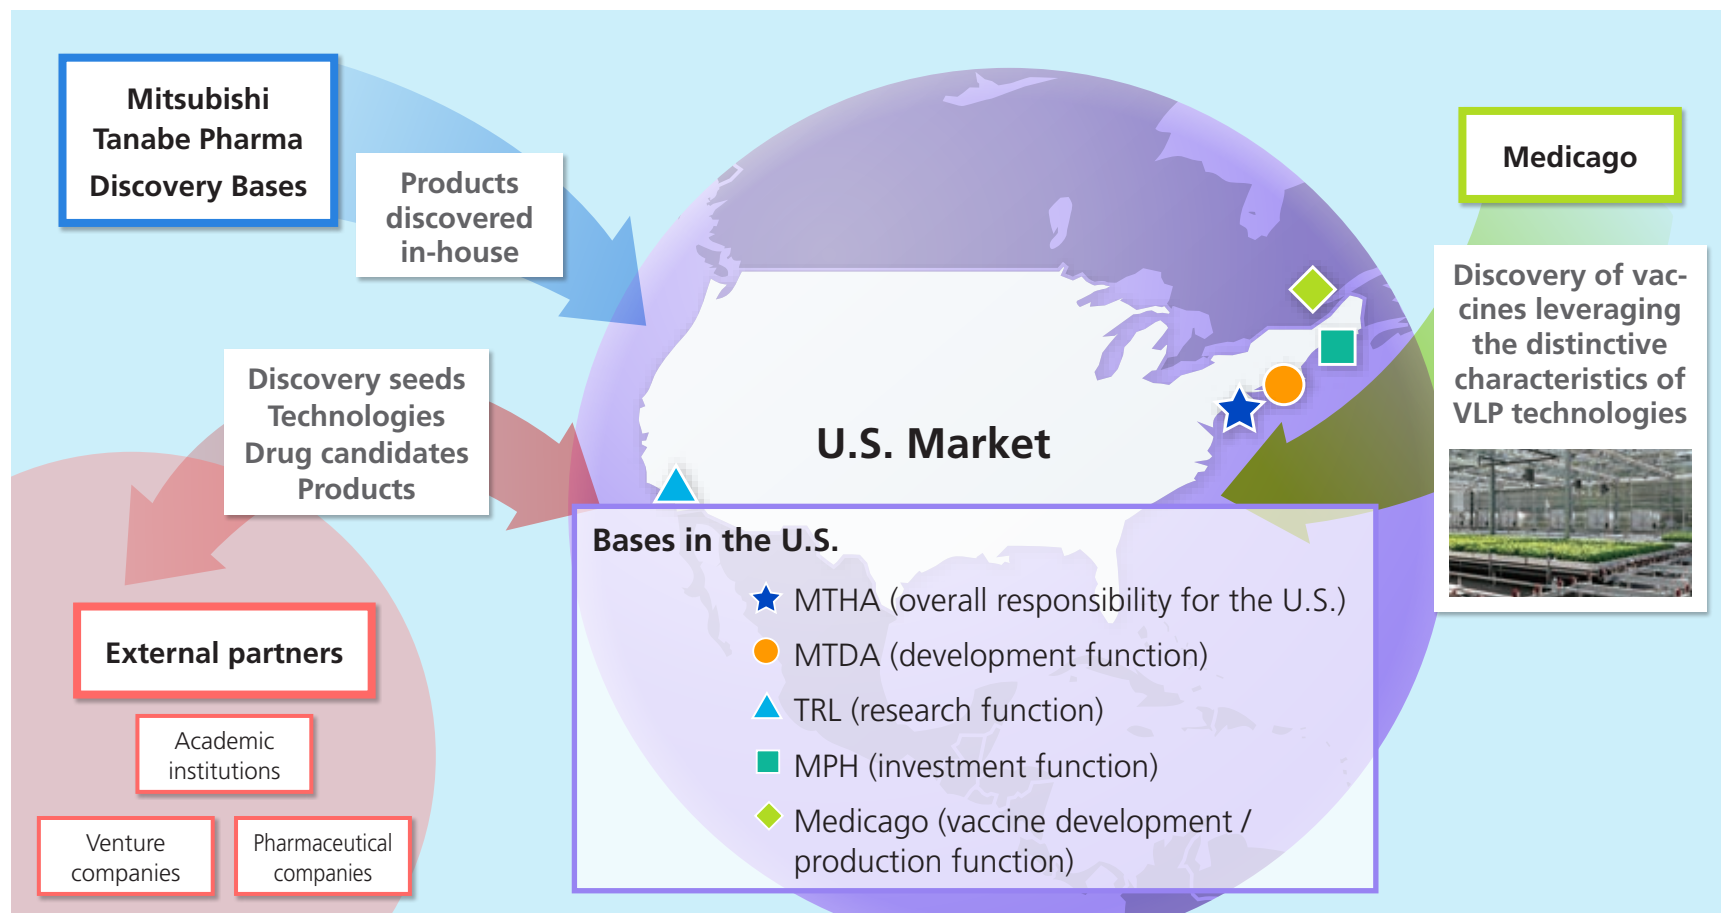 Mitsubishi
Tanabe Pharma
Discovery Bases
Products
discovered
in-house
Medicago
Discovery of vac-
cines leveraging
the distinctive
characteristics of
VLP technologies
Discovery seeds
Technologies
Drug candidates
Products
U.S. Market
External partners
Academic
institutions
Venture
companies
Pharmaceutical
companies
Bases in the U.S.
MTHA (overall responsibility for the U.S.)
MTDA (development function)
TRL (research function)
MPH (investment function)
Medicago (vaccine development /
production function)